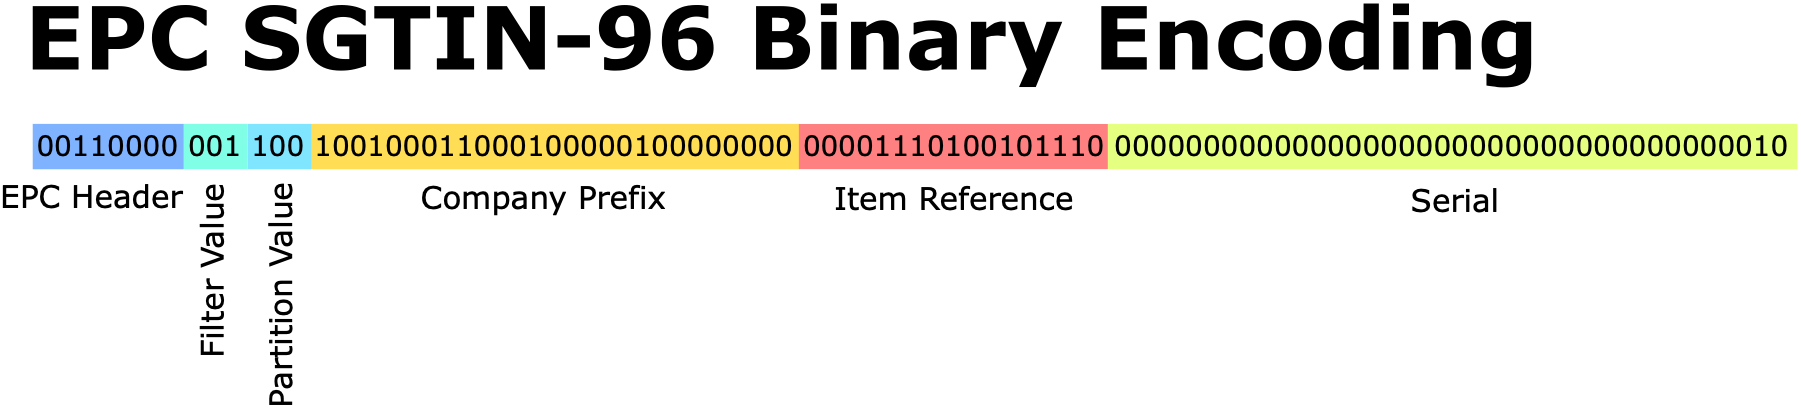 EPC SGTIN-96 Binary Encoding
00110000 001 100 100100011000100000100000000 00001110100101110 00000000000000000000000000000000000010
EPC Header
Filter Value
Partition Value
Company Prefix
Item Reference
Serial